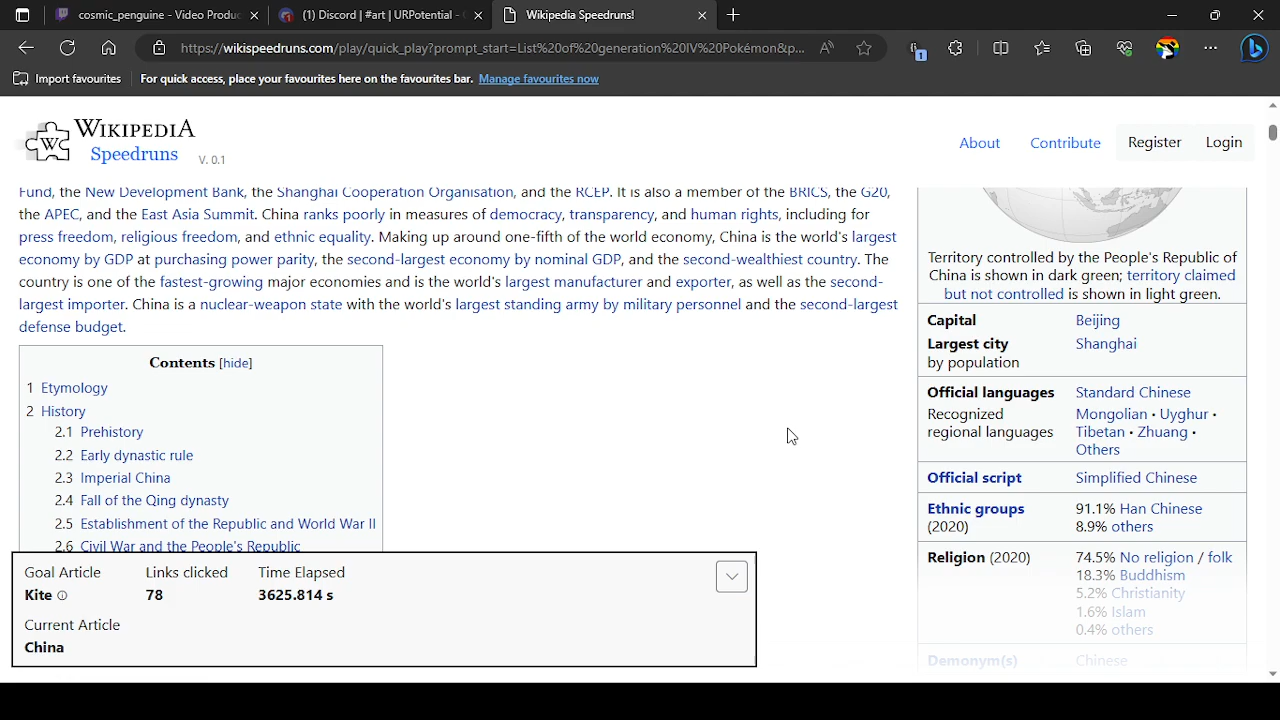 cosmic_penguine - Video Produc
(1) Discord | #art | URPotential -
Wikipedia Speedruns!
https://wikispeedruns.com/play/quick_play?prompt_start=List%20of%20generation%20IV%20Pokémon&p...
1
Import favourites
For quick access, place your favourites here on the favourites bar. Manage favourites now
W
WIKIPEDIA
Speedruns V. 0.1
About Contribute Register Login
Fund, the New Development Bank, the Shanghai Cooperation Organisation, and the RCEP. It is also a member of the BRICS, the G20,
the APEC, and the East Asia Summit. China ranks poorly in measures of democracy, transparency, and human rights, including for
press freedom, religious freedom, and ethnic equality. Making up around one-fifth of the world economy, China is the world's largest
economy by GDP at purchasing power parity, the second-largest economy by nominal GDP, and the second-wealthiest country. The
country is one of the fastest-growing major economies and is the world's largest manufacturer and exporter, as well as the second-
largest importer. China is a nuclear-weapon state with the world's largest standing army by military personnel and the second-largest
defense budget.
Contents [hide]
1 Etymology
2 History
2.1 Prehistory
2.2 Early dynastic rule
2.3 Imperial China
2.4 Fall of the Qing dynasty
2.5 Establishment of the Republic and World War II
2.6 Civil War and the People's Republic
Territory controlled by the People's Republic of
China is shown in dark green; territory claimed
but not controlled is shown in light green.
Capital Beijing
Largest city Shanghai
by population
Official languages Standard Chinese
Recognized Mongolian • Uyghur •
regional languages Tibetan • Zhuang •
Others
Official script Simplified Chinese
Ethnic groups 91.1% Han Chinese
(2020) 8.9% others
Religion (2020) 74.5% No religion / folk
18.3% Buddhism
5.2% Christianity
1.6% Islam
0.4% others
Demonym(s) Chinese
Goal Article Links clicked Time Elapsed
Kite 78 3625.814 s
Current Article
China